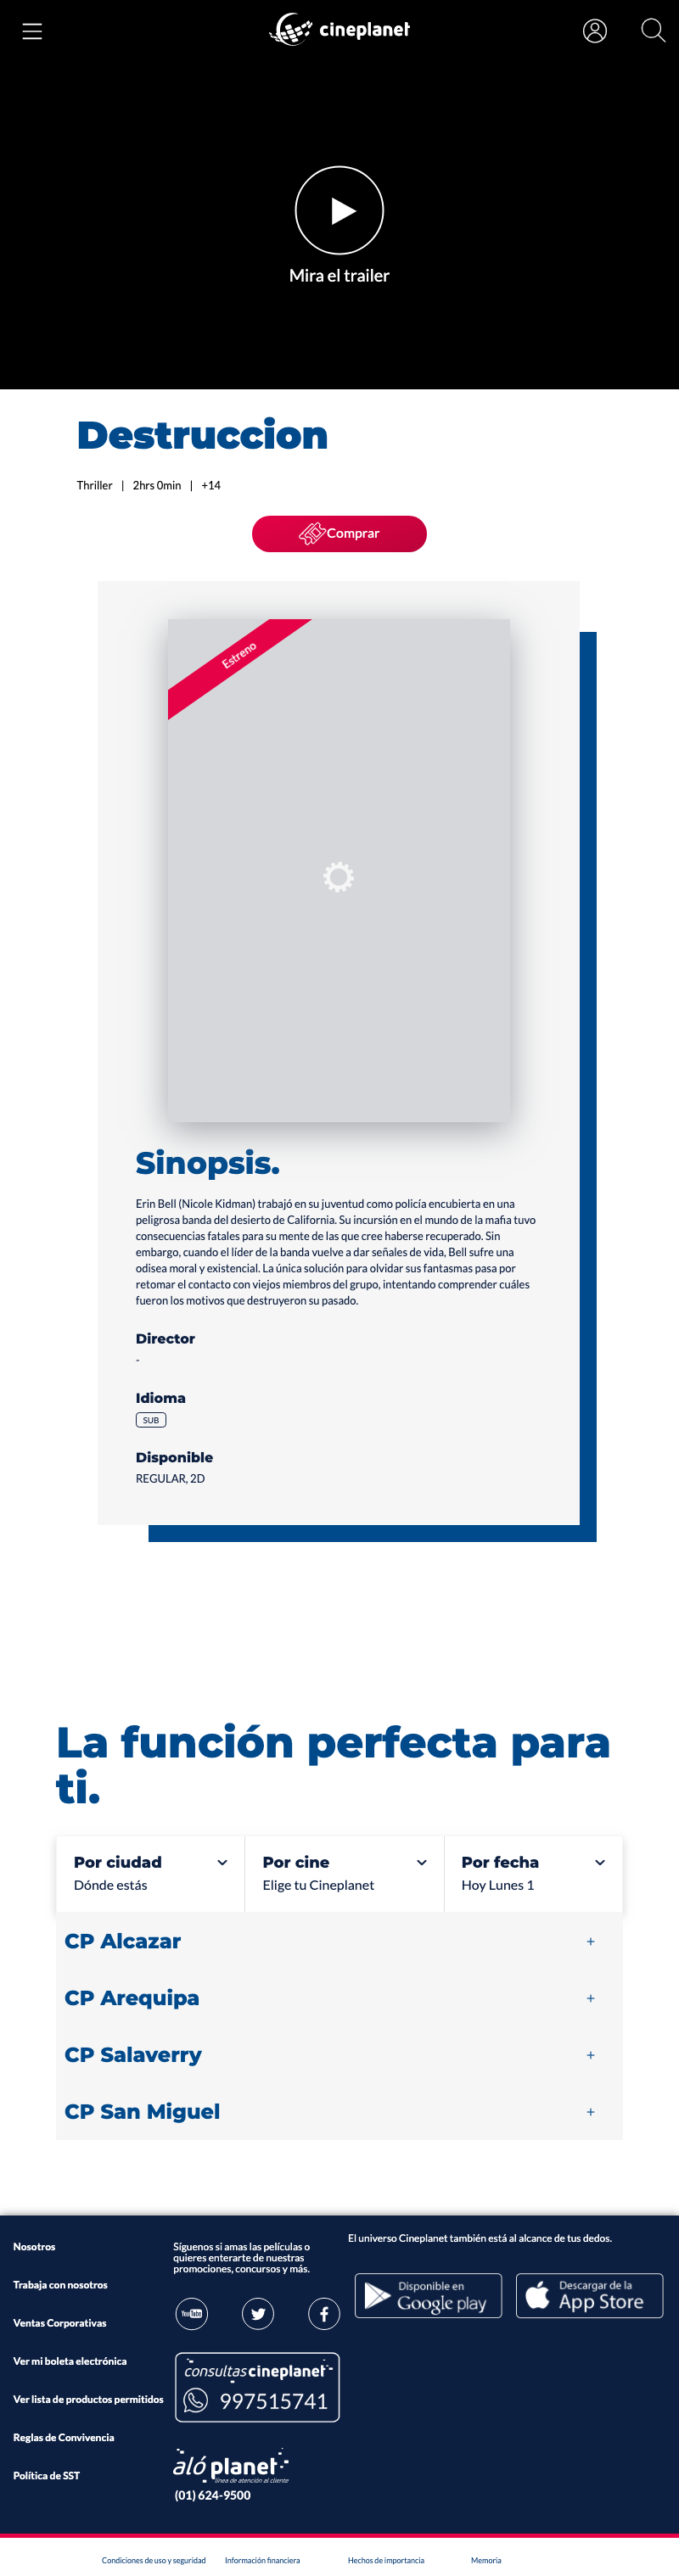 cineplanet
Mira el trailer
Destruccion
Thriller | 2hrs 0min | +14
Comprar
Estreno
Sinopsis.
Erin Bell (Nicole Kidman) trabajó en su juventud como policía encubierta en una
peligrosa banda del desierto de California. Su incursión en el mundo de la mafia tuvo
consecuencias fatales para su mente de las que cree haberse recuperado. Sin
embargo, cuando el líder de la banda vuelve a dar señales de vida, Bell sufre una
odisea moral y existencial. La única solución para olvidar sus fantasmas pasa por
retomar el contacto con viejos miembros del grupo, intentando comprender cuáles
fueron los motivos que destruyeron su pasado.
Director
-
Idioma
SUB
Disponible
REGULAR, 2D
La función perfecta para
ti.
Por ciudad
Dónde estás
Por cine
Elige tu Cineplanet
Por fecha
Hoy Lunes 1
CP Alcazar +
CP Arequipa +
CP Salaverry +
CP San Miguel +
Nosotros
Trabaja con nosotros
Ventas Corporativas
Ver mi boleta electrónica
Ver lista de productos permitidos
Reglas de Convivencia
Política de SST
Síguenos si amas las películas o
quieres enterarte de nuestras
promociones, concursos y más.
YouTube
consultascineplanet
997515741
aló planet
línea de atención al cliente
(01) 624-9500
El universo Cineplanet también está al alcance de tus dedos.
Disponible en
Google play
Descargar de la
App Store
Condiciones de uso y seguridad
Información financiera
Hechos de importancia
Memoria